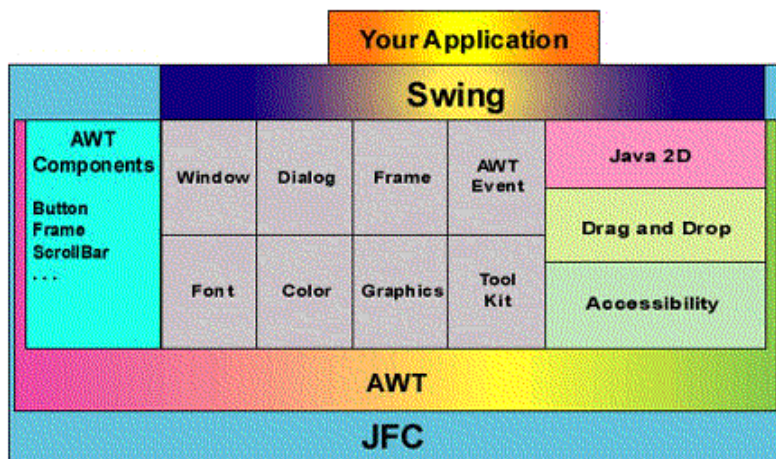 Your Application
Swing
AWT
Components
Button
Frame
ScrollBar
. . .
Window
Dialog
Frame
AWT
Event
Font
Color
Graphics
Tool
Kit
Java 2D
Drag and Drop
Accessibility
AWT
JFC